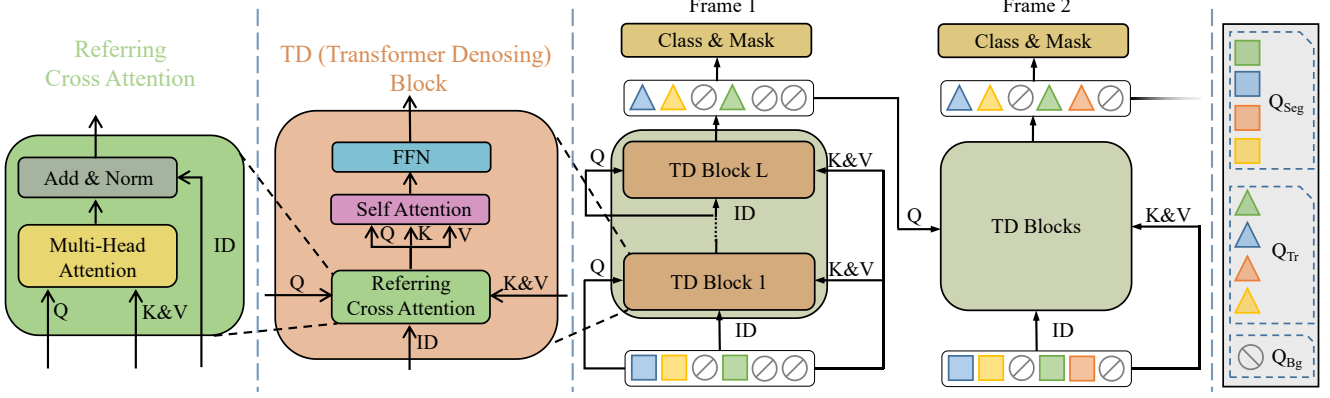 Referring
Cross Attention
Add & Norm
Multi-Head
Attention
ID
Q
K&V
TD (Transformer Denosing)
Block
FFN
Self Attention
Q
K
V
Q
Referring
Cross Attention
K&V
ID
Frame 1
Class & Mask
Q
TD Block L
K&V
ID
Q
TD Block 1
K&V
ID
Frame 2
Class & Mask
Q
TD Blocks
K&V
ID
QSeg
QTr
QBg